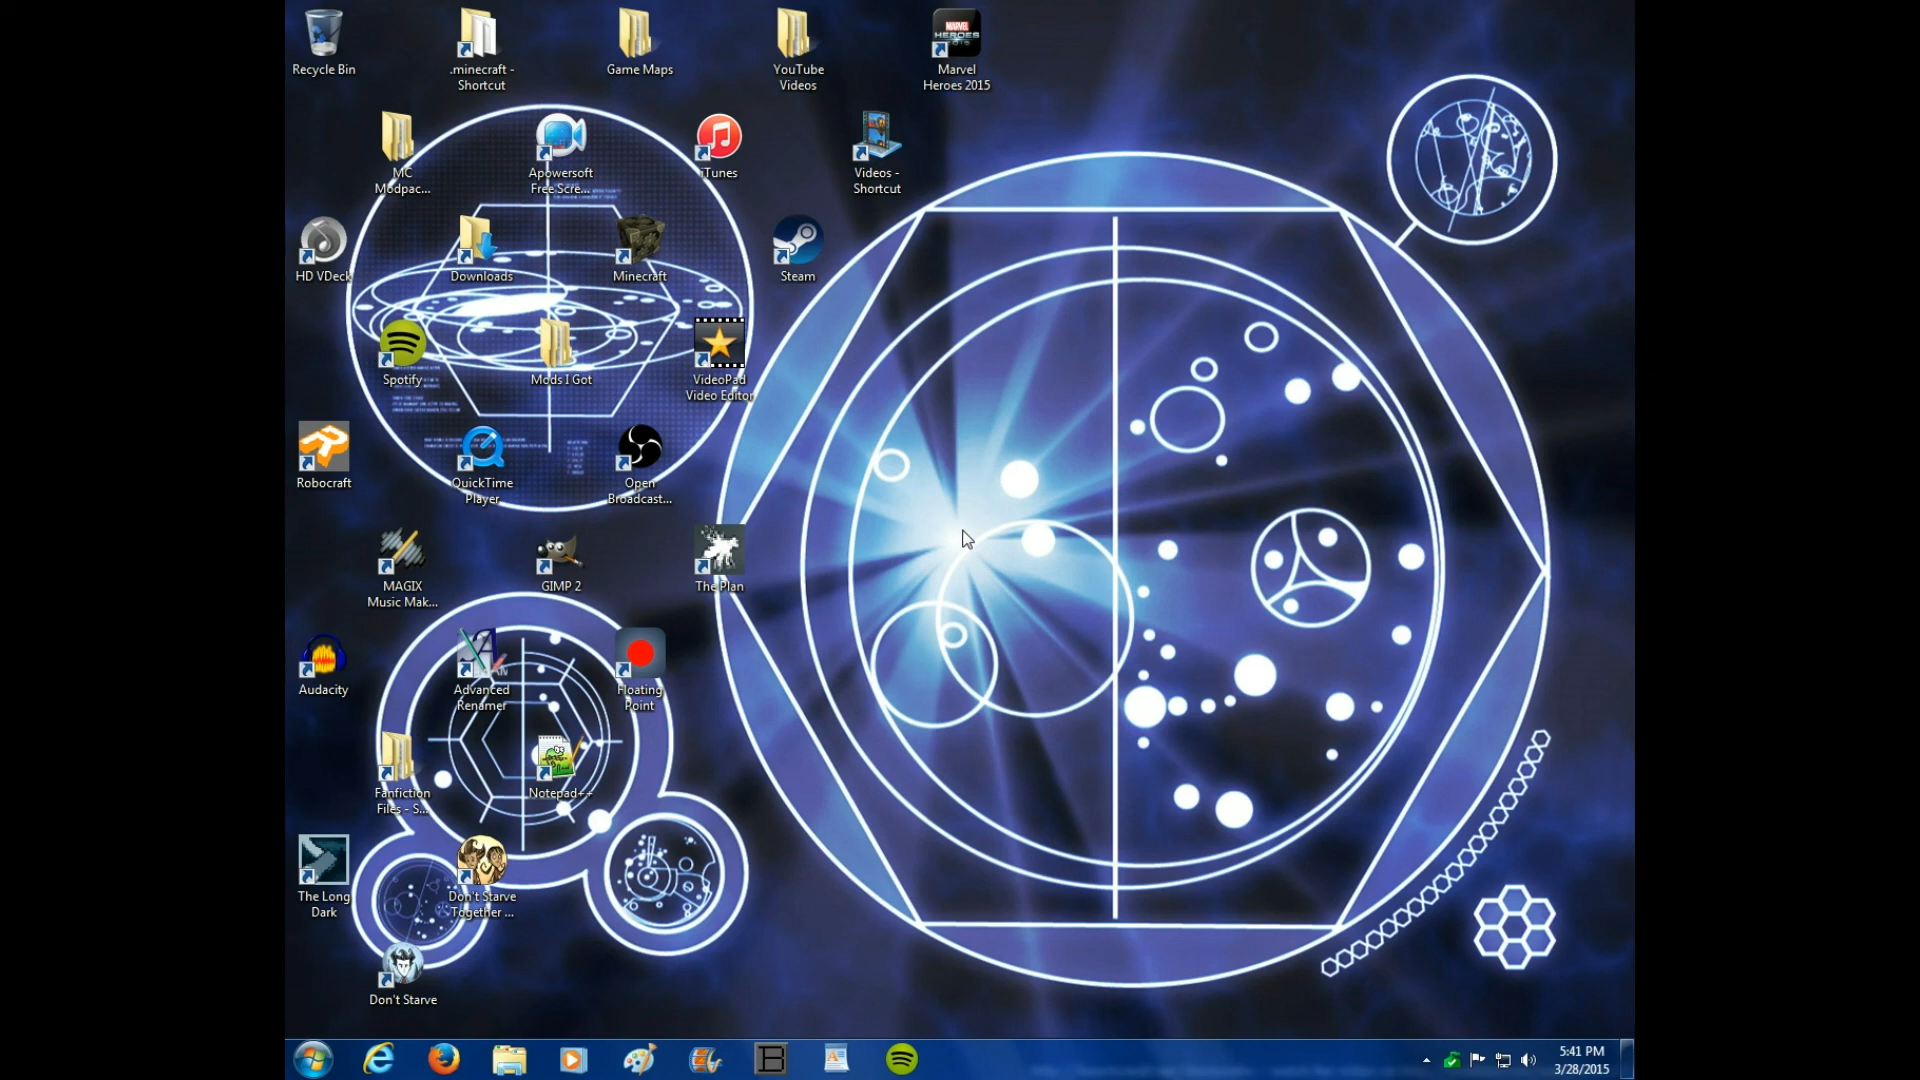 Recycle Bin
.minecraft -
Shortcut
Game Maps
YouTube
Videos
MARVEL
HEROES
2015
Marvel
Heroes 2015
MC
Modpac...
Apowersoft
Free Scre...
iTunes
Videos -
Shortcut
HD VDeck
Downloads
Minecraft
Steam
Spotify
Mods I Got
VideoPad
Video Editor
Robocraft
QuickTime
Player
Open
Broadcast...
MAGIX
Music Mak...
GIMP 2
The Plan
Audacity
Advanced
Renamer
Floating
Point
Fanfiction
Files - S...
Notepad++
The Long
Dark
Don't Starve
Together ...
Don't Starve
5:41 PM
3/28/2015